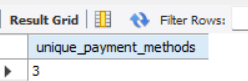 Result Grid Filter Rows:
unique_payment_methods
3